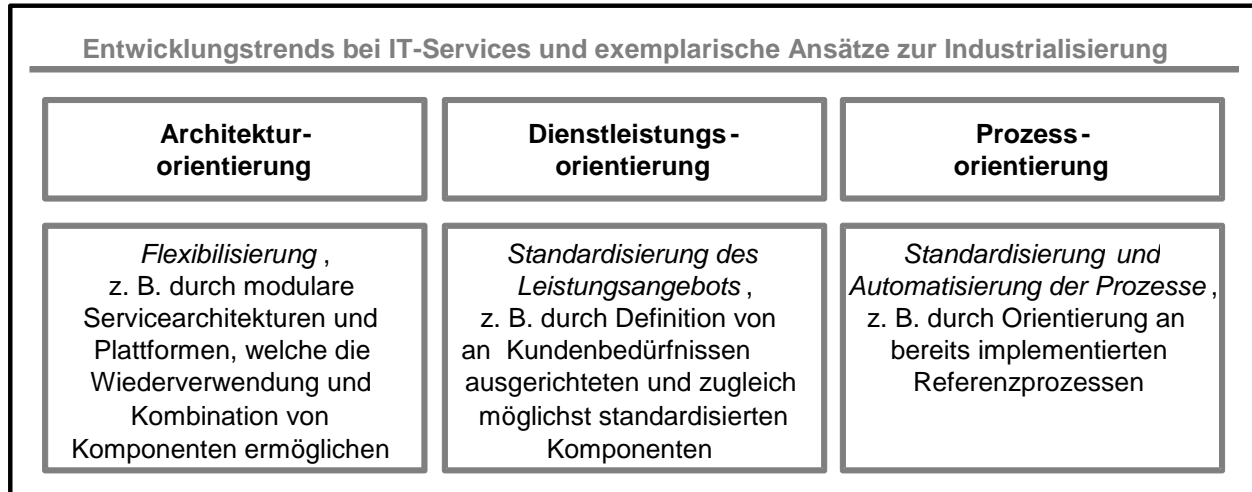 Entwicklungstrends bei IT-Services und exemplarische Ansätze zur Industrialisierung
Architektur-
orientierung
Dienstleistungs-
orientierung
Prozess-
orientierung
Flexibilisierung,
z. B. durch modulare
Servicearchitekturen und
Plattformen, welche die
Wiederverwendung und
Kombination von
Komponenten ermöglichen
Standardisierung des
Leistungsangebots,
z. B. durch Definition von
an Kundenbedürfnissen
ausgerichteten und zugleich
möglichst standardisierten
Komponenten
Standardisierung und
Automatisierung der Prozesse,
z. B. durch Orientierung an
bereits implementierten
Referenzprozessen